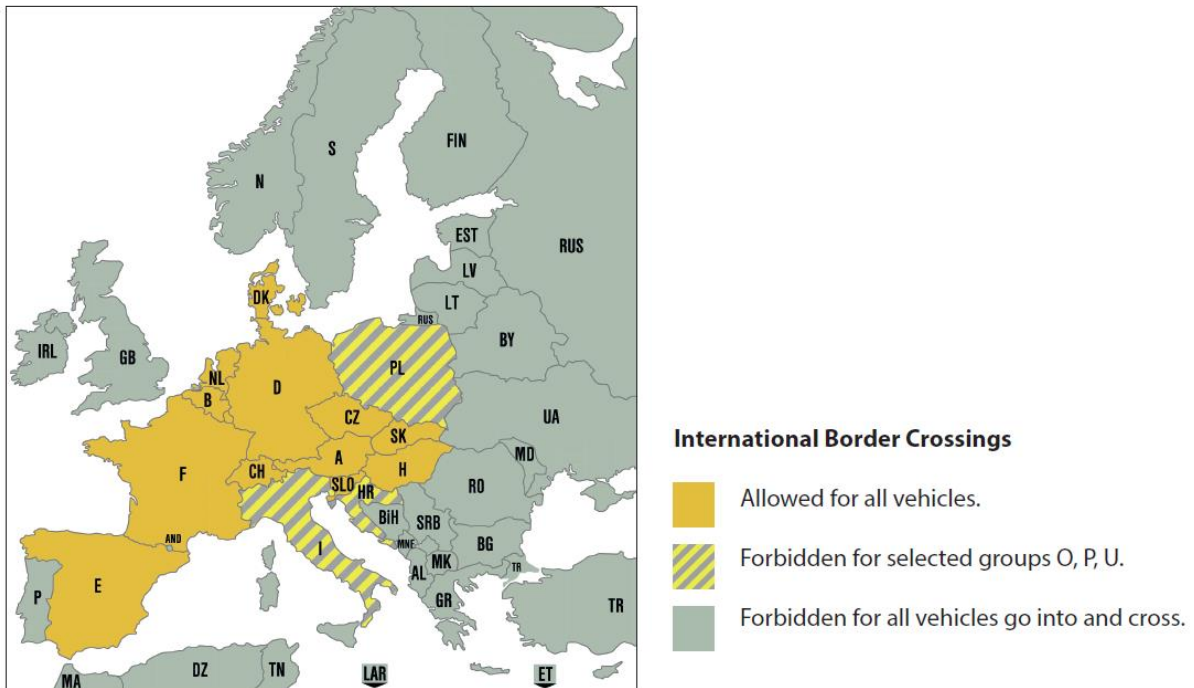 S
FIN
N
EST
RUS
LV
DK
LT
RUS
IRL
GB
BY
NL
PL
D
B
UA
CZ
SK
MD
F
A
H
CH
SLO
RO
HR
BiH
SRB
AND
MNE
BG
I
MK
TR
E
AL
P
GR
TR
DZ
TN
MA
LAR
ET
International Border Crossings
Allowed for all vehicles.
Forbidden for selected groups O, P, U.
Forbidden for all vehicles go into and cross.